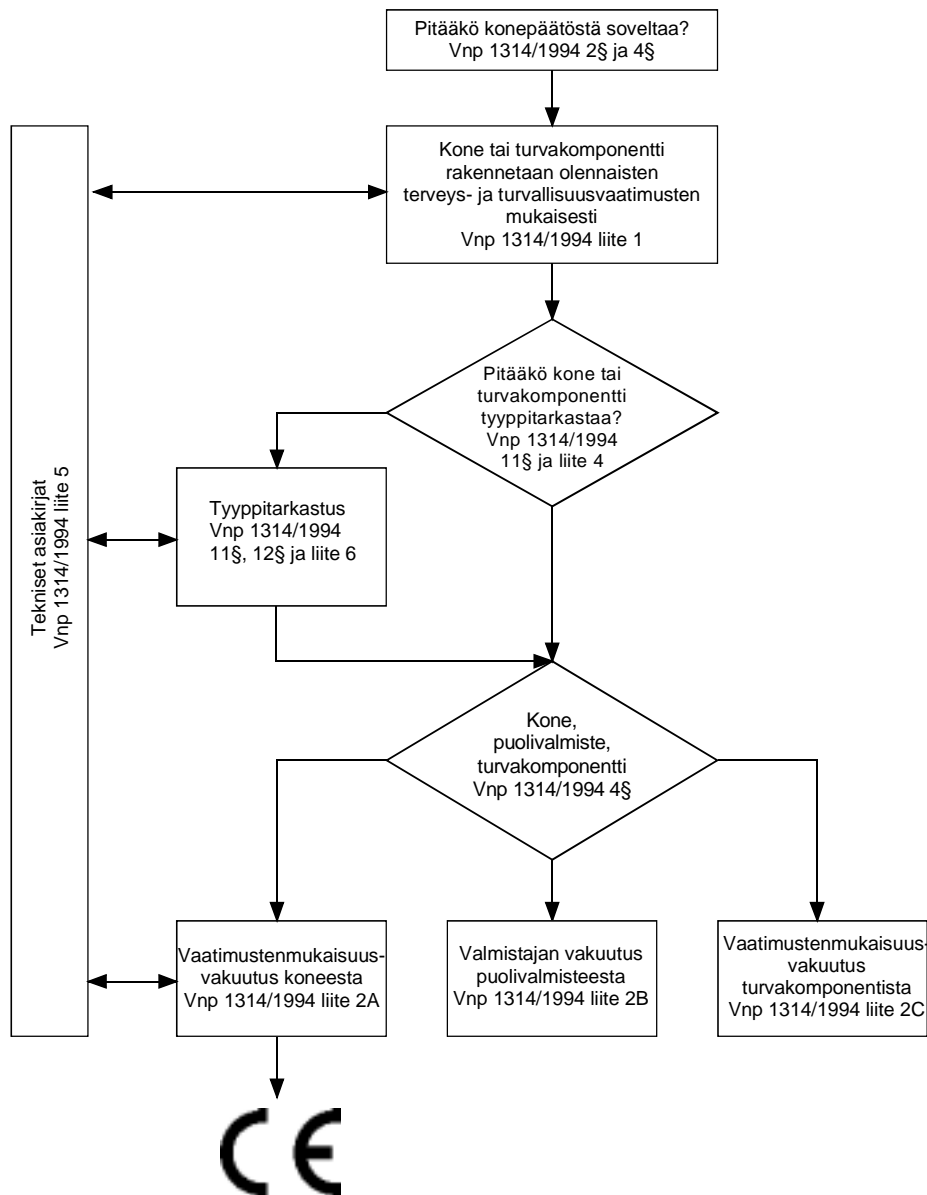 Pitääkö konepäätöstä soveltaa?
Vnp 1314/1994 2§ ja 4§
Kone tai turvakomponentti
rakennetaan olennaisten
terveys- ja turvallisuusvaatimusten
mukaisesti
Vnp 1314/1994 liite 1
Pitääkö kone tai
turvakomponentti
tyyppitarkastaa?
Vnp 1314/1994
11§ ja liite 4
Tekniset asiakirjat
Vnp 1314/1994 liite 5
Tyyppitarkastus
Vnp 1314/1994
11§, 12§ ja liite 6
Kone,
puolivalmiste,
turvakomponentti
Vnp 1314/1994 4§
Vaatimustenmukaisuus-
vakuutus koneesta
Vnp 1314/1994 liite 2A
Valmistajan vakuutus
puolivalmisteesta
Vnp 1314/1994 liite 2B
Vaatimustenmukaisuus-
vakuutus
turvakomponentista
Vnp 1314/1994 liite 2C
CE